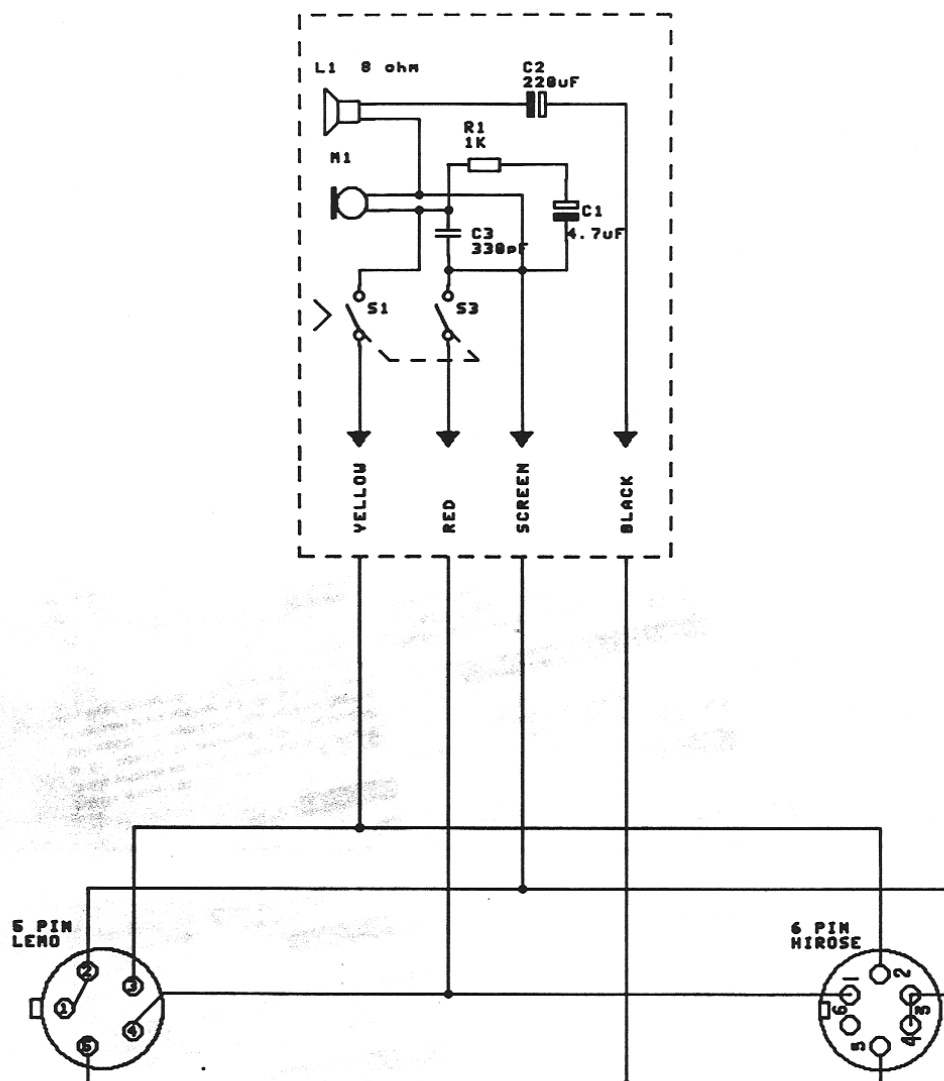 L1 8 ohm
C2
220uF
R1
1K
M1
C1
4.7uF
C3
330pF
S1
S3
YELLOW
RED
SCREEN
BLACK
5 PIN
LEMO
6 PIN
HIROSE
2
3
1
4
5
1
2
6
3
4
5